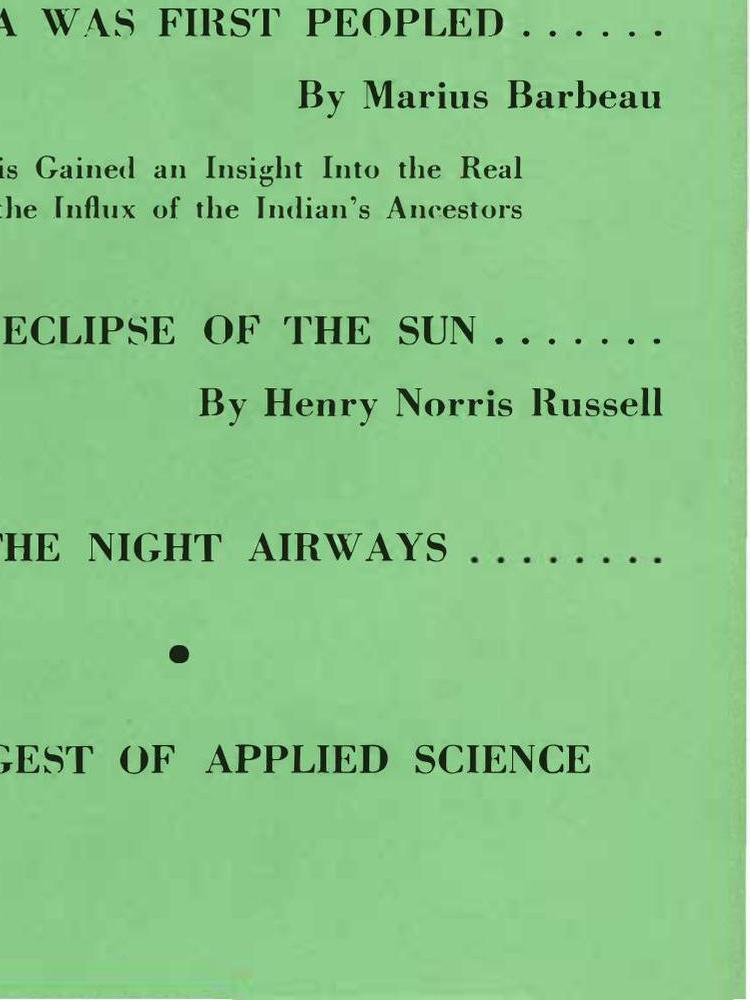 A WAS FIRST PEOPLED . . . . . .
By Marius Barbeau
is Gained an Insight Into the Real
the Influx of the Indian's Ancestors
ECLIPSE OF THE SUN . . . . . . .
By Henry Norris Russell
THE NIGHT AIRWAYS . . . . . . . .
•
GEST OF APPLIED SCIENCE